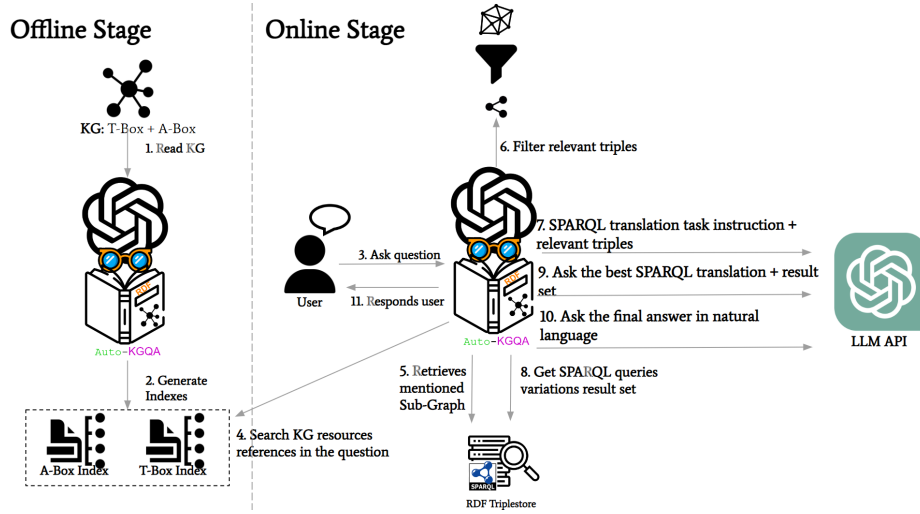 Offline Stage
Online Stage
KG: T-Box + A-Box
1. Read KG
RDF
Auto-KGQA
2. Generate
Indexes
A-Box Index
T-Box Index
6. Filter relevant triples
3. Ask question
User
11. Responds user
RDF
Auto-KGQA
7. SPARQL translation task instruction +
relevant triples
9. Ask the best SPARQL translation + result
set
10. Ask the final answer in natural
language
LLM API
4. Search KG resources
references in the question
5. Retrieves
mentioned
Sub-Graph
8. Get SPARQL queries
variations result set
SPARQL
RDF Triplestore